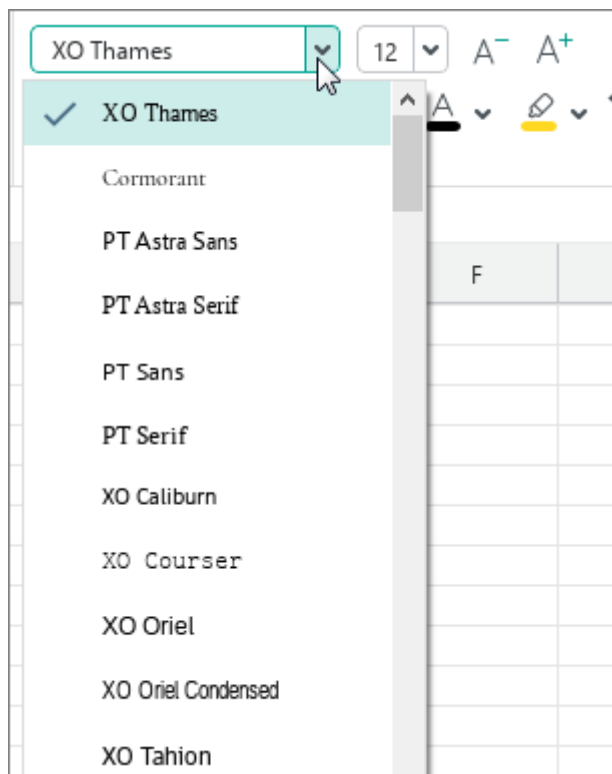 XO Thames 12 A⁻ A⁺
XO Thames A
Cormorant
PT Astra Sans
PT Astra Serif
F
PT Sans
PT Serif
XO Caliburn
XO Courser
XO Oriel
XO Oriel Condensed
XO Tahion